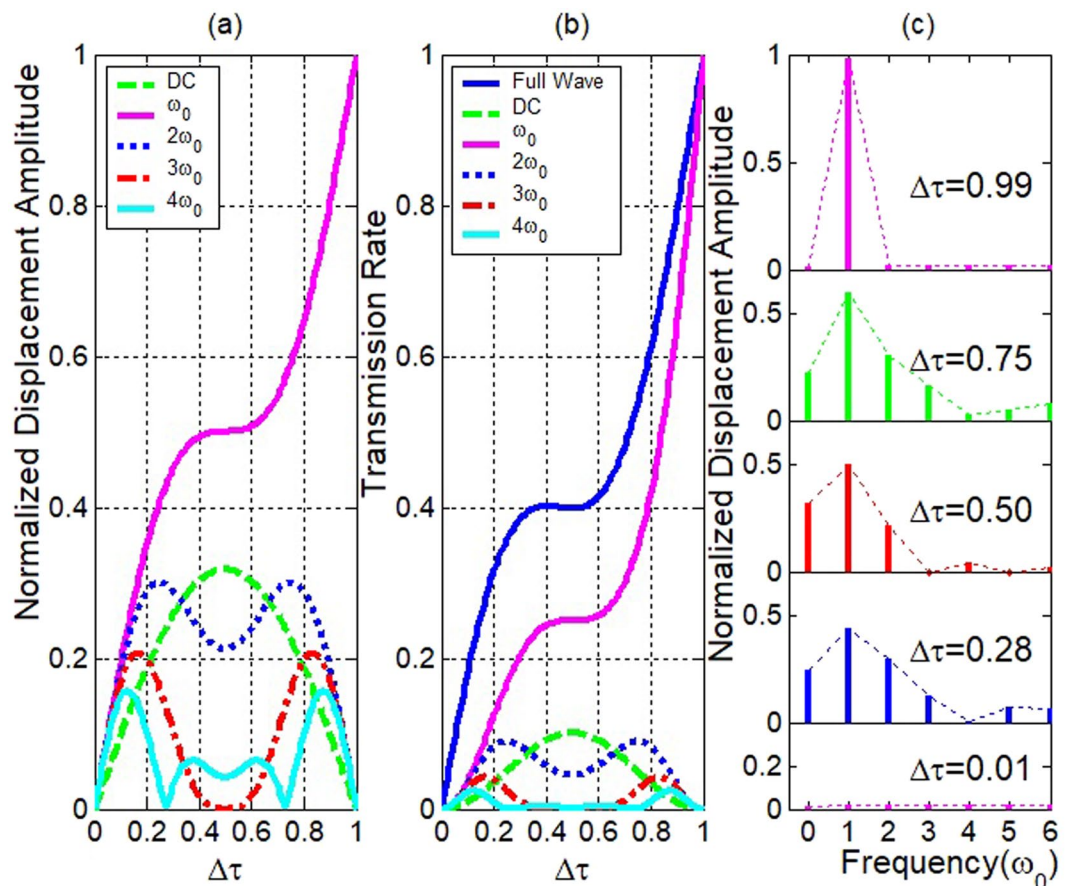 (a)
Normalized Displacement Amplitude
1
0.8
0.6
0.4
0.2
0
DC
ω₀
2ω₀
3ω₀
4ω₀
0 0.2 0.4 0.6 0.8 1
Δτ
(b)
Transmission Rate
1
0.8
0.6
0.4
0.2
0
Full Wave
DC
ω₀
2ω₀
3ω₀
4ω₀
0 0.2 0.4 0.6 0.8 1
Δτ
(c)
Normalized Displacement Amplitude
1
0.5
0
Δτ=0.99
0.5
0
Δτ=0.75
0.5
0
Δτ=0.50
0.5
0
Δτ=0.28
0.2
0
Δτ=0.01
0 1 2 3 4 5 6
Frequency(ω₀)